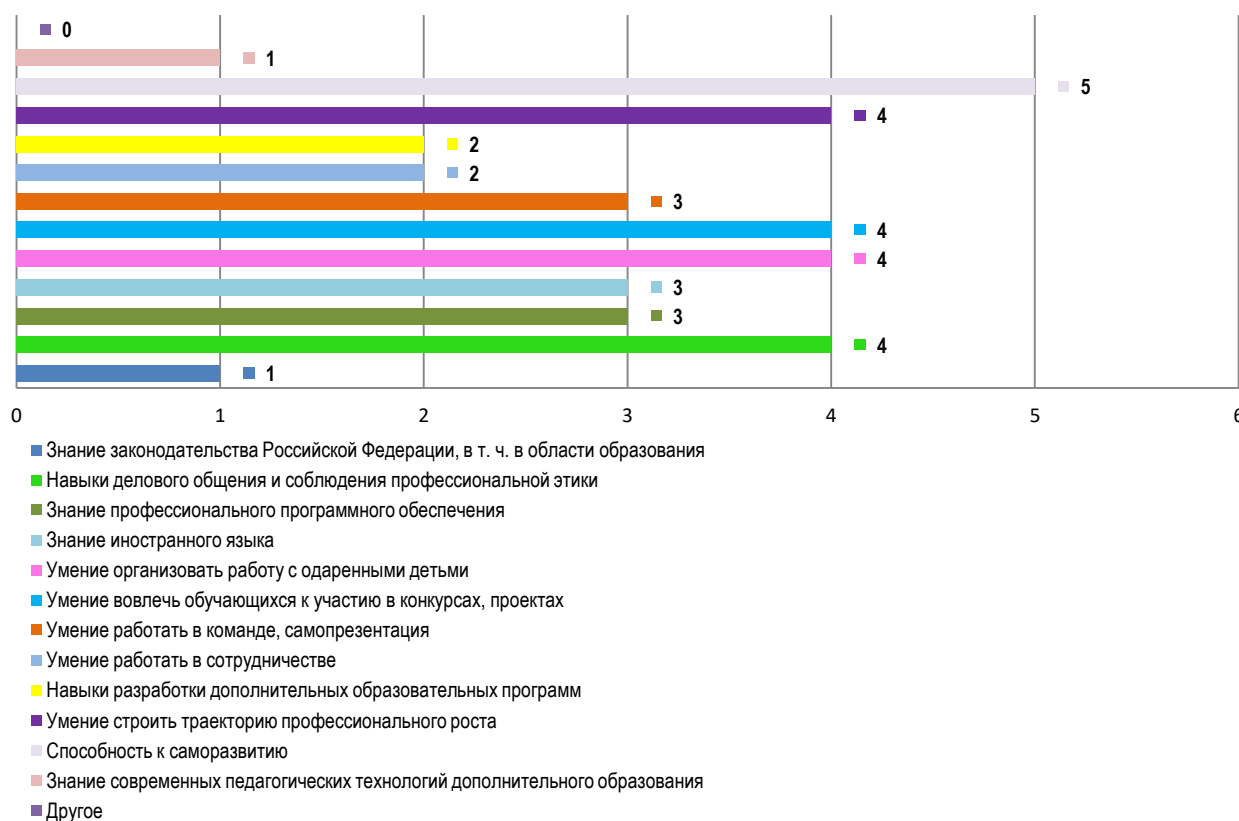 0
1
5
4
2
2
3
4
4
3
3
4
1
0 1 2 3 4 5 6
Знание законодательства Российской Федерации, в т. ч. в области образования
Навыки делового общения и соблюдения профессиональной этики
Знание профессионального программного обеспечения
Знание иностранного языка
Умение организовать работу с одаренными детьми
Умение вовлечь обучающихся к участию в конкурсах, проектах
Умение работать в команде, самопрезентация
Умение работать в сотрудничестве
Навыки разработки дополнительных образовательных программ
Умение строить траекторию профессионального роста
Способность к саморазвитию
Знание современных педагогических технологий дополнительного образования
Другое